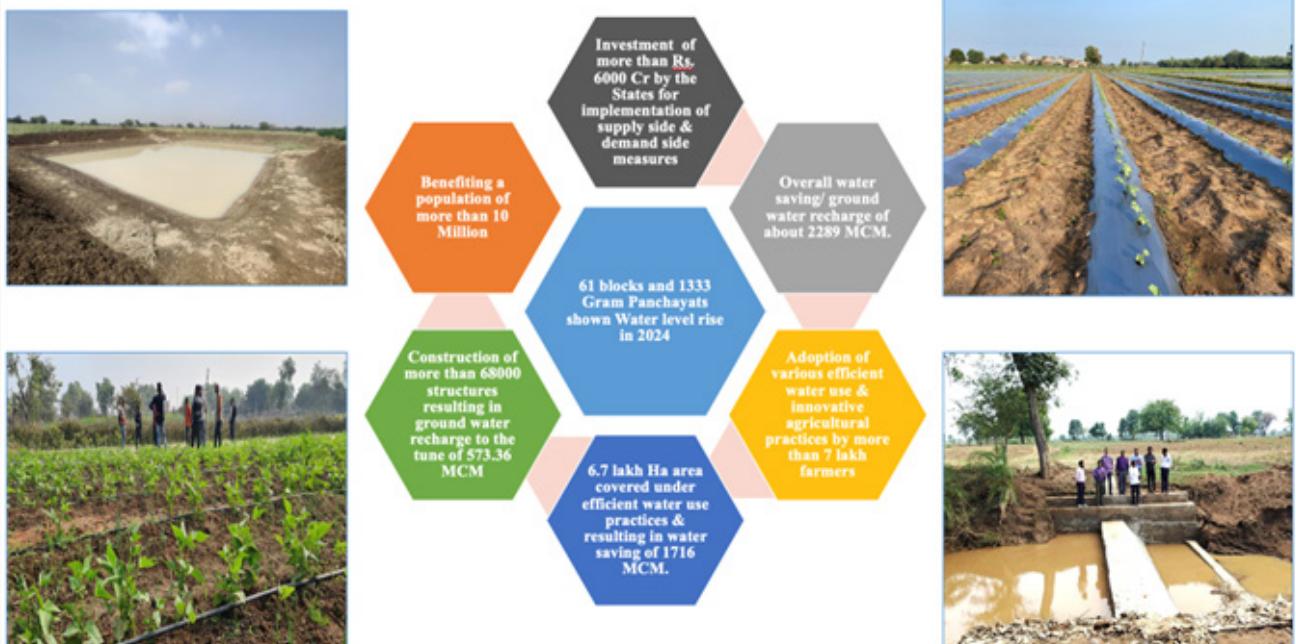 Investment of
more than Rs.
6000 Cr by the
States for
implementation of
supply side &
demand side
measures
Overall water
saving/ ground
water recharge of
about 2289 MCM.
Adoption of
various efficient
water use &
innovative
agricultural
practices by more
than 7 lakh
farmers
6.7 lakh Ha area
covered under
efficient water use
practices &
resulting in water
saving of 1716
MCM.
Construction of
more than 68000
structures
resulting in
ground water
recharge to the
tune of 573.36
MCM
Benefiting a
population of
more than 10
Million
61 blocks and 1333
Gram Panchayats
shown Water level rise
in 2024